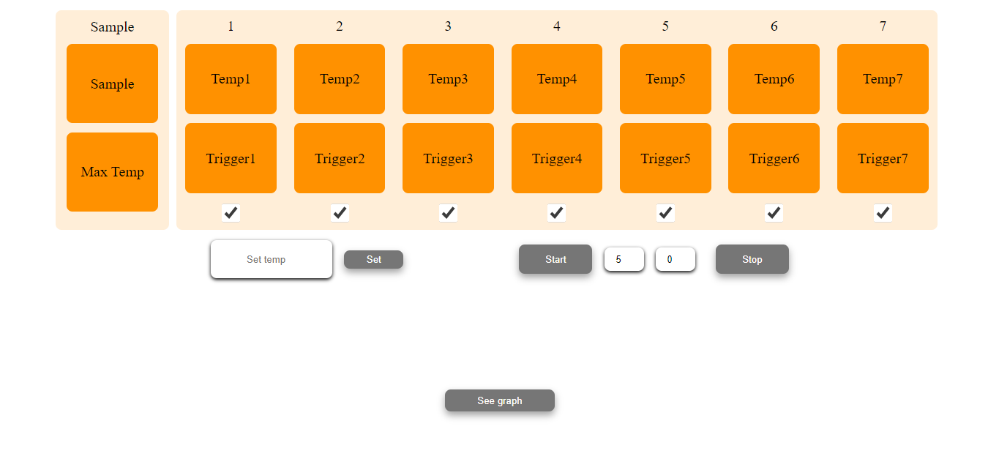 Sample 1 2 3 4 5 6 7
Sample Temp1 Temp2 Temp3 Temp4 Temp5 Temp6 Temp7
Max Temp Trigger1 Trigger2 Trigger3 Trigger4 Trigger5 Trigger6 Trigger7
Set temp Set Start 5 0 Stop
See graph